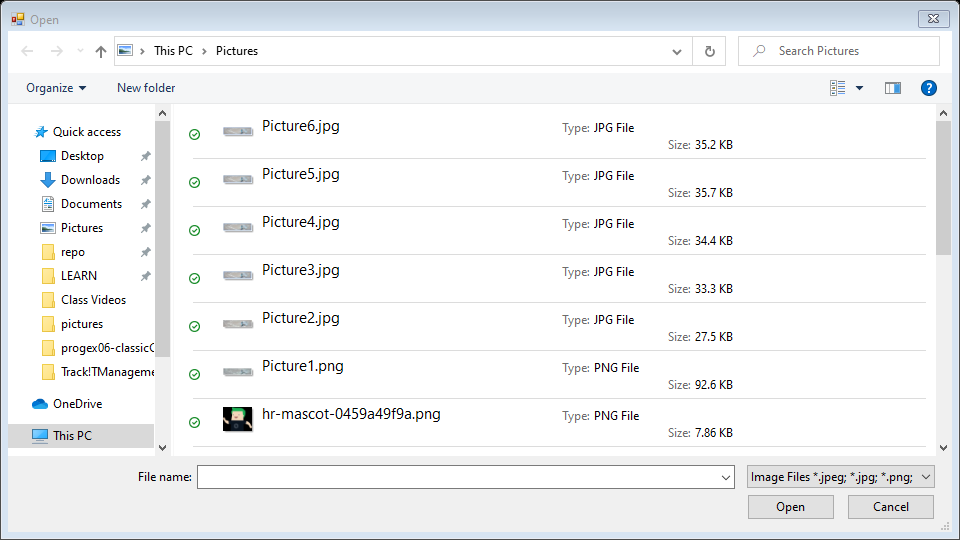 Open
This PC
Pictures
Search Pictures
Organize
New folder
Quick access
Desktop
Downloads
Documents
Pictures
repo
LEARN
Class Videos
pictures
progex06-classicC
Track!TManageme
OneDrive
This PC
Picture6.jpg
Type: JPG File
Size: 35.2 KB
Picture5.jpg
Type: JPG File
Size: 35.7 KB
Picture4.jpg
Type: JPG File
Size: 34.4 KB
Picture3.jpg
Type: JPG File
Size: 33.3 KB
Picture2.jpg
Type: JPG File
Size: 27.5 KB
Picture1.png
Type: PNG File
Size: 92.6 KB
hr-mascot-0459a49f9a.png
Type: PNG File
Size: 7.86 KB
File name:
Image Files *.jpeg; *.jpg; *.png;
Open
Cancel